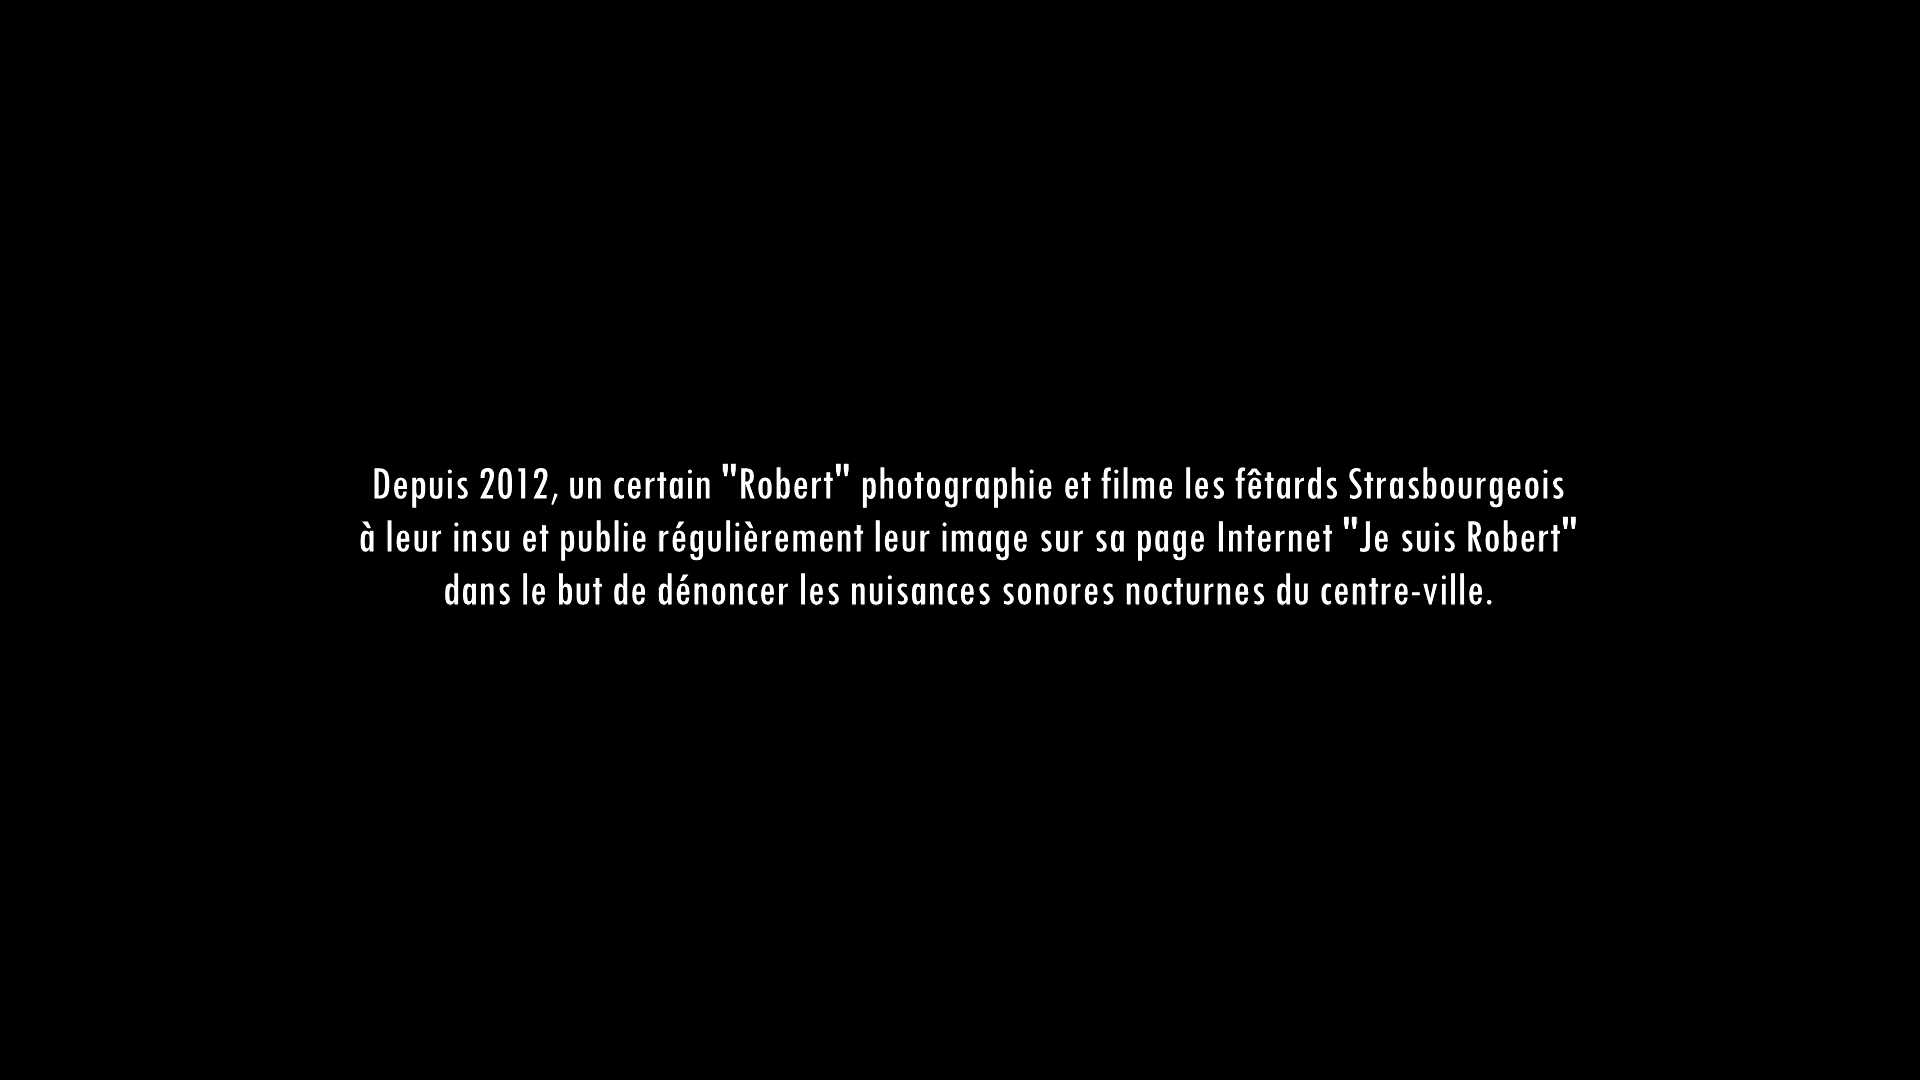 Depuis 2012, un certain "Robert" photographie et filme les fêtards Strasbourgeois
à leur insu et publie régulièrement leur image sur sa page Internet "Je suis Robert"
dans le but de dénoncer les nuisances sonores nocturnes du centre-ville.